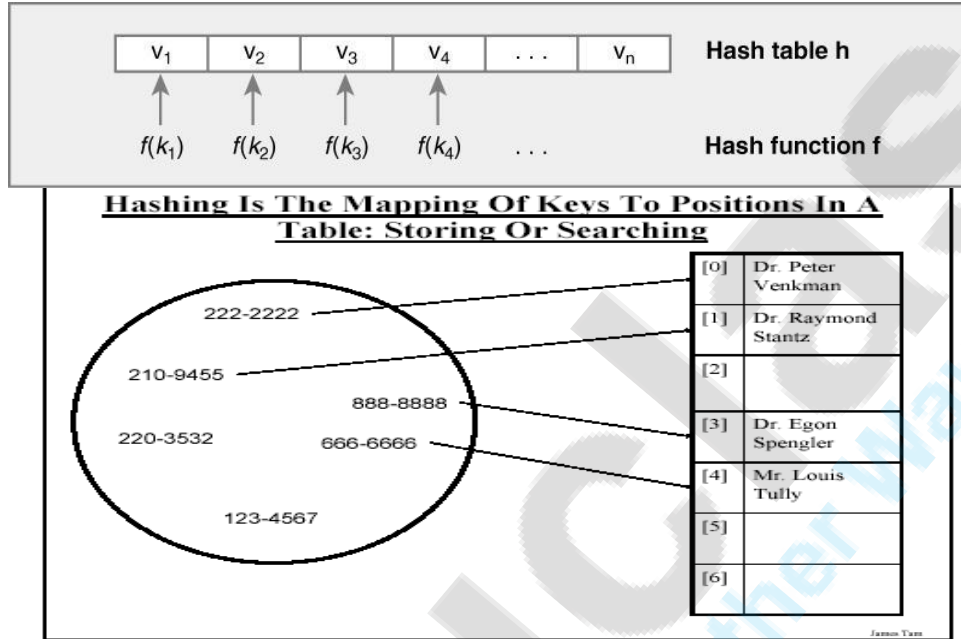 v1 v2 v3 v4 . . . vn Hash table h
f(k1) f(k2) f(k3) f(k4) . . . Hash function f
Hashing Is The Mapping Of Keys To Positions In A
Table: Storing Or Searching
222-2222
210-9455
888-8888
220-3532
666-6666
123-4567
[0] Dr. Peter
Venkman
[1] Dr. Raymond
Stantz
[2]
[3] Dr. Egon
Spengler
[4] Mr. Louis
Tully
[5]
[6]
James Tam